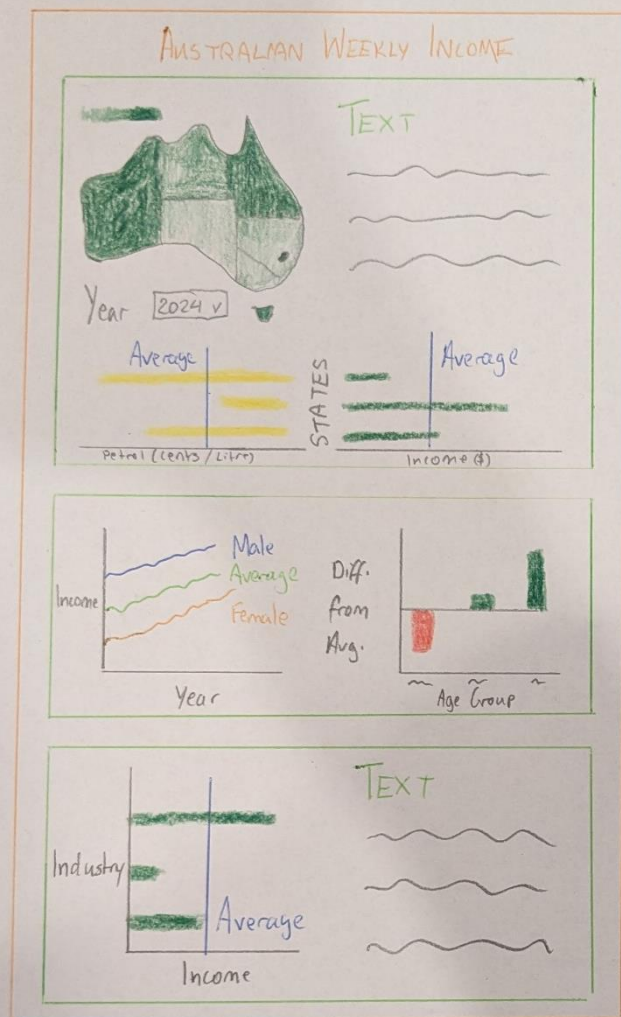 AUSTRALIAN WEEKLY INCOME
TEXT
Year 2024 v
Average
Petrol (cents / Litre)
STATES
Average
Income ($)
Income
Male
Average
Female
Year
Diff.
from
Avg.
Age Group
Industry
Average
Income
TEXT